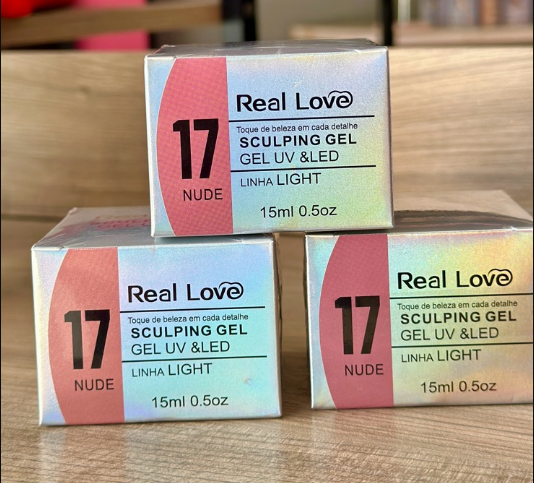 Real Love
Toque de beleza em cada detalhe
17
SCULPING GEL
GEL UV &LED
NUDE
LINHA LIGHT
15ml 0.5oz
Real Love
Toque de beleza em cada detalhe
17
SCULPING GEL
GEL UV &LED
NUDE
LINHA LIGHT
15ml 0.5oz
Real Love
Toque de beleza em cada detalhe
17
SCULPING GEL
GEL UV &LED
NUDE
LINHA LIGHT
15ml 0.5oz